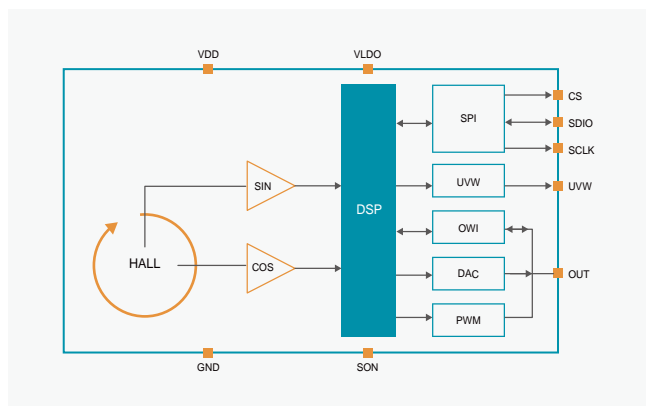 VDD
VLDO
CS
SPI
SDIO
SCLK
SIN
UVW
UVW
DSP
OWI
HALL
COS
DAC
OUT
PWM
GND
SON